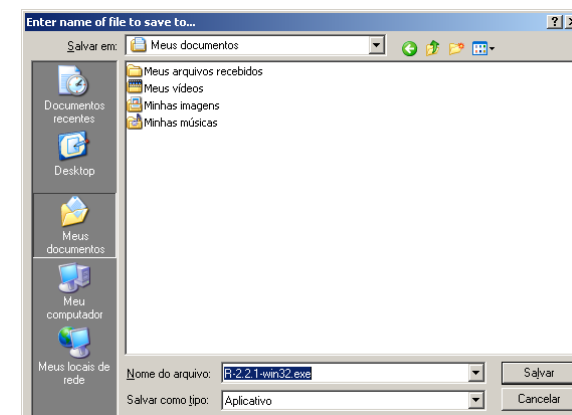 Enter name of file to save to...
Salvar em:
Meus documentos
Meus arquivos recebidos
Meus vídeos
Minhas imagens
Minhas músicas
Documentos
recentes
Desktop
Meus
documentos
Meu
computador
Meus locais de
rede
Nome do arquivo:
R-2.2.1-win32.exe
Salvar
Salvar como tipo:
Aplicativo
Cancelar